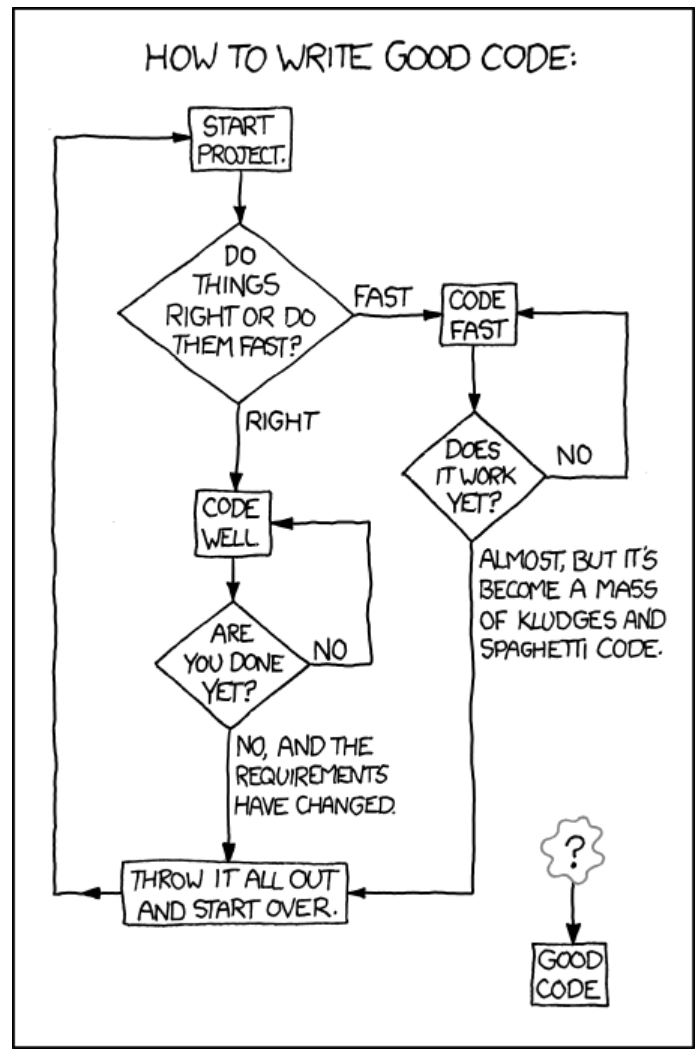 HOW TO WRITE GOOD CODE:
START
PROJECT.
DO
THINGS
RIGHT OR DO
THEM FAST?
FAST
CODE
FAST
RIGHT
DOES
IT WORK
YET?
NO
CODE
WELL.
ALMOST, BUT IT'S
BECOME A MASS
OF KLUDGES AND
SPAGHETTI CODE.
ARE
YOU DONE
YET?
NO
NO, AND THE
REQUIREMENTS
HAVE CHANGED.
THROW IT ALL OUT
AND START OVER.
?
GOOD
CODE